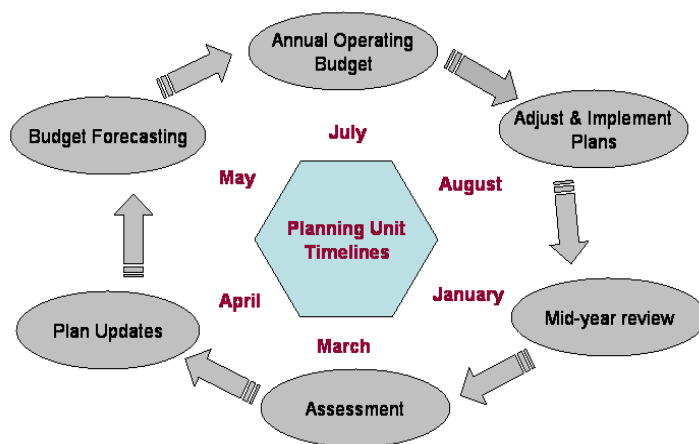 Annual Operating
Budget
Adjust & Implement
Plans
Budget Forecasting
July
May
August
Planning Unit
Timelines
April
January
Mid-year review
Plan Updates
March
Assessment